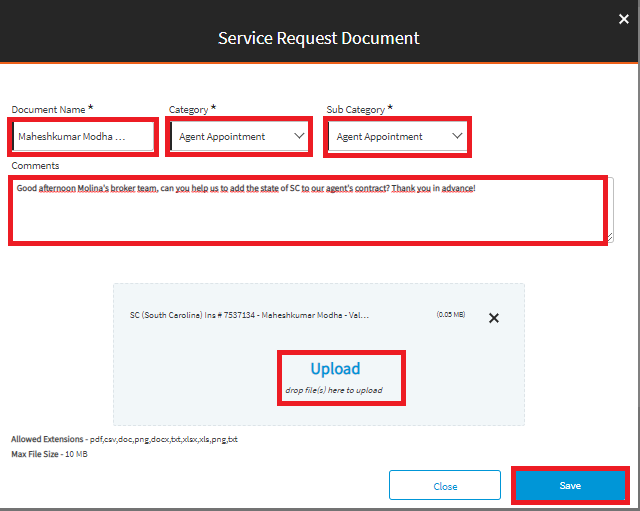 Service Request Document
Document Name * Category * Sub Category *
Maheshkumar Modha ... Agent Appointment Agent Appointment
Comments
Good afternoon Molina's broker team, can you help us to add the state of SC to our agent's contract? Thank you in advance!
SC (South Carolina) Ins # 7537134 - Maheshkumar Modha - Val... (0.05 MB)
Upload
drop file(s) here to upload
Allowed Extensions - pdf,csv,doc,png,docx,txt,xlsx,xls,png,txt
Max File Size - 10 MB
Close Save